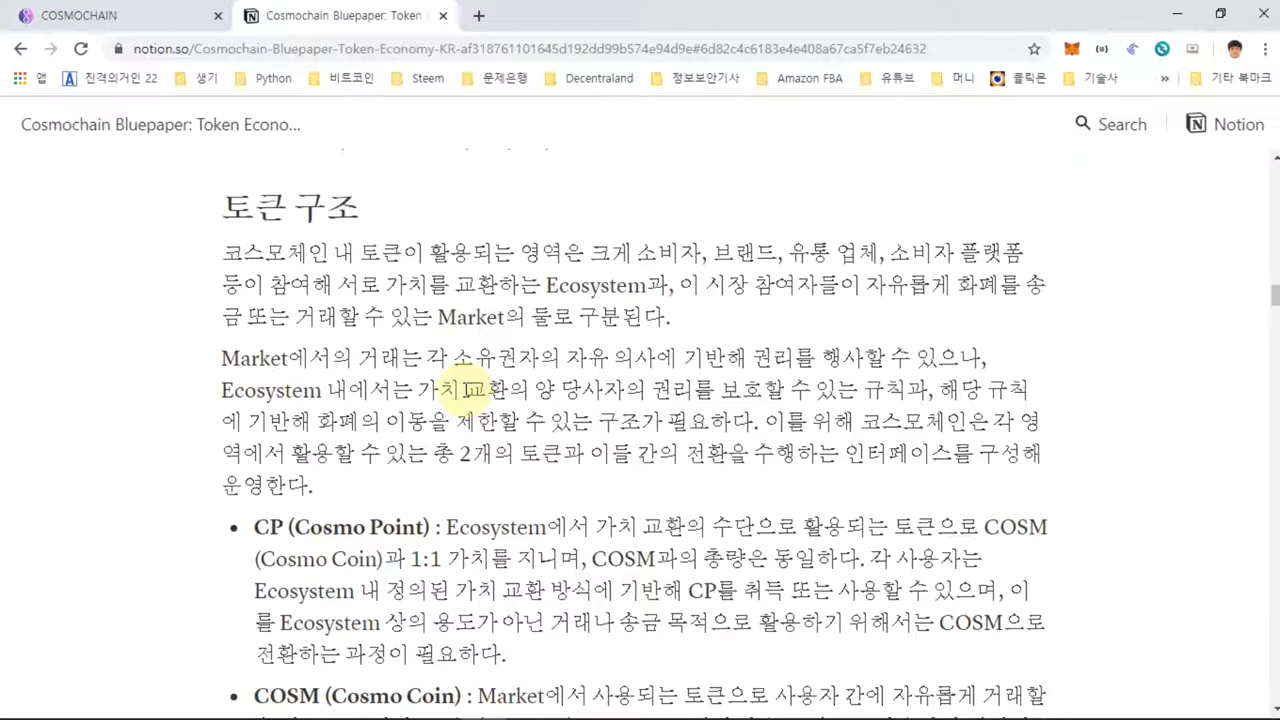 COSMOCHAIN
Cosmochain Bluepaper: Token
notion.so/Cosmochain-Bluepaper-Token-Economy-KR-af318761101645d192dd99b574e94d9e#6d82c4c6183e4e408a67ca5f7eb24632
앱 진격의거인 22 생기 Python 비트코인 Steem 문제은행 Decentraland 정보보안기사 Amazon FBA 유튜브 머니 콜릭몬 기술사 » 기타 북마크
Cosmochain Bluepaper: Token Econo... Search Notion
토큰 구조
코스모체인 내 토큰이 활용되는 영역은 크게 소비자, 브랜드, 유통 업체, 소비자 플랫폼
등이 참여해 서로 가치를 교환하는 Ecosystem과, 이 시장 참여자들이 자유롭게 화폐를 송
금 또는 거래할 수 있는 Market의 둘로 구분된다.
Market에서의 거래는 각 소유권자의 자유 의사에 기반해 권리를 행사할 수 있으나,
Ecosystem 내에서는 가치 교환의 양 당사자의 권리를 보호할 수 있는 규칙과, 해당 규칙
에 기반해 화폐의 이동을 제한할 수 있는 구조가 필요하다. 이를 위해 코스모체인은 각 영
역에서 활용할 수 있는 총 2개의 토큰과 이들 간의 전환을 수행하는 인터페이스를 구성해
운영한다.
• CP (Cosmo Point) : Ecosystem에서 가치 교환의 수단으로 활용되는 토큰으로 COSM
(Cosmo Coin)과 1:1 가치를 지니며, COSM과의 총량은 동일하다. 각 사용자는
Ecosystem 내 정의된 가치 교환 방식에 기반해 CP를 취득 또는 사용할 수 있으며, 이
를 Ecosystem 상의 용도가 아닌 거래나 송금 목적으로 활용하기 위해서는 COSM으로
전환하는 과정이 필요하다.
• COSM (Cosmo Coin) : Market에서 사용되는 토큰으로 사용자 간에 자유롭게 거래할